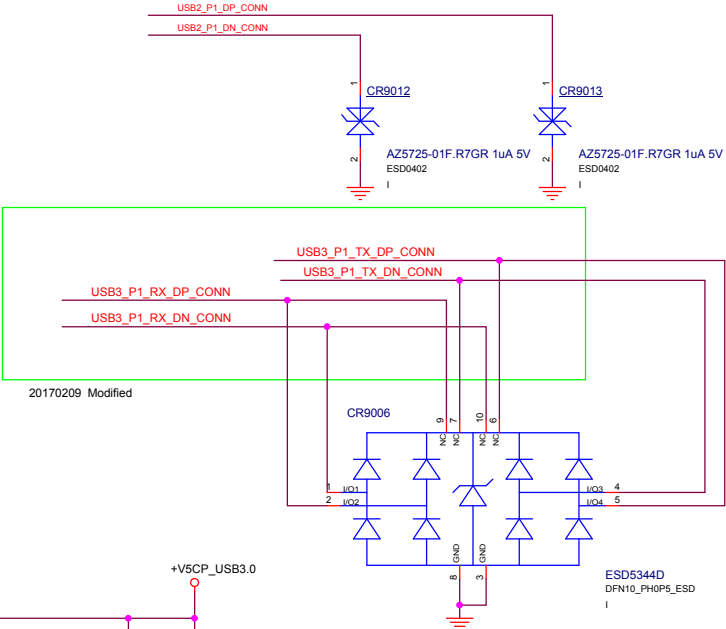 USB2_P1_DP_CONN
USB2_P1_DN_CONN
1
CR9012
1
CR9013
2
AZ5725-01F.R7GR 1uA 5V
ESD0402
I
2
AZ5725-01F.R7GR 1uA 5V
ESD0402
I
USB3_P1_TX_DP_CONN
USB3_P1_TX_DN_CONN
USB3_P1_RX_DP_CONN
USB3_P1_RX_DN_CONN
20170209 Modified
CR9006
9 7 10 6
NC NC NC NC
1 I/O1 I/O3 4
2 I/O2 I/O4 5
GND GND
8 3
+V5CP_USB3.0
ESD5344D
DFN10_PH0P5_ESD
I